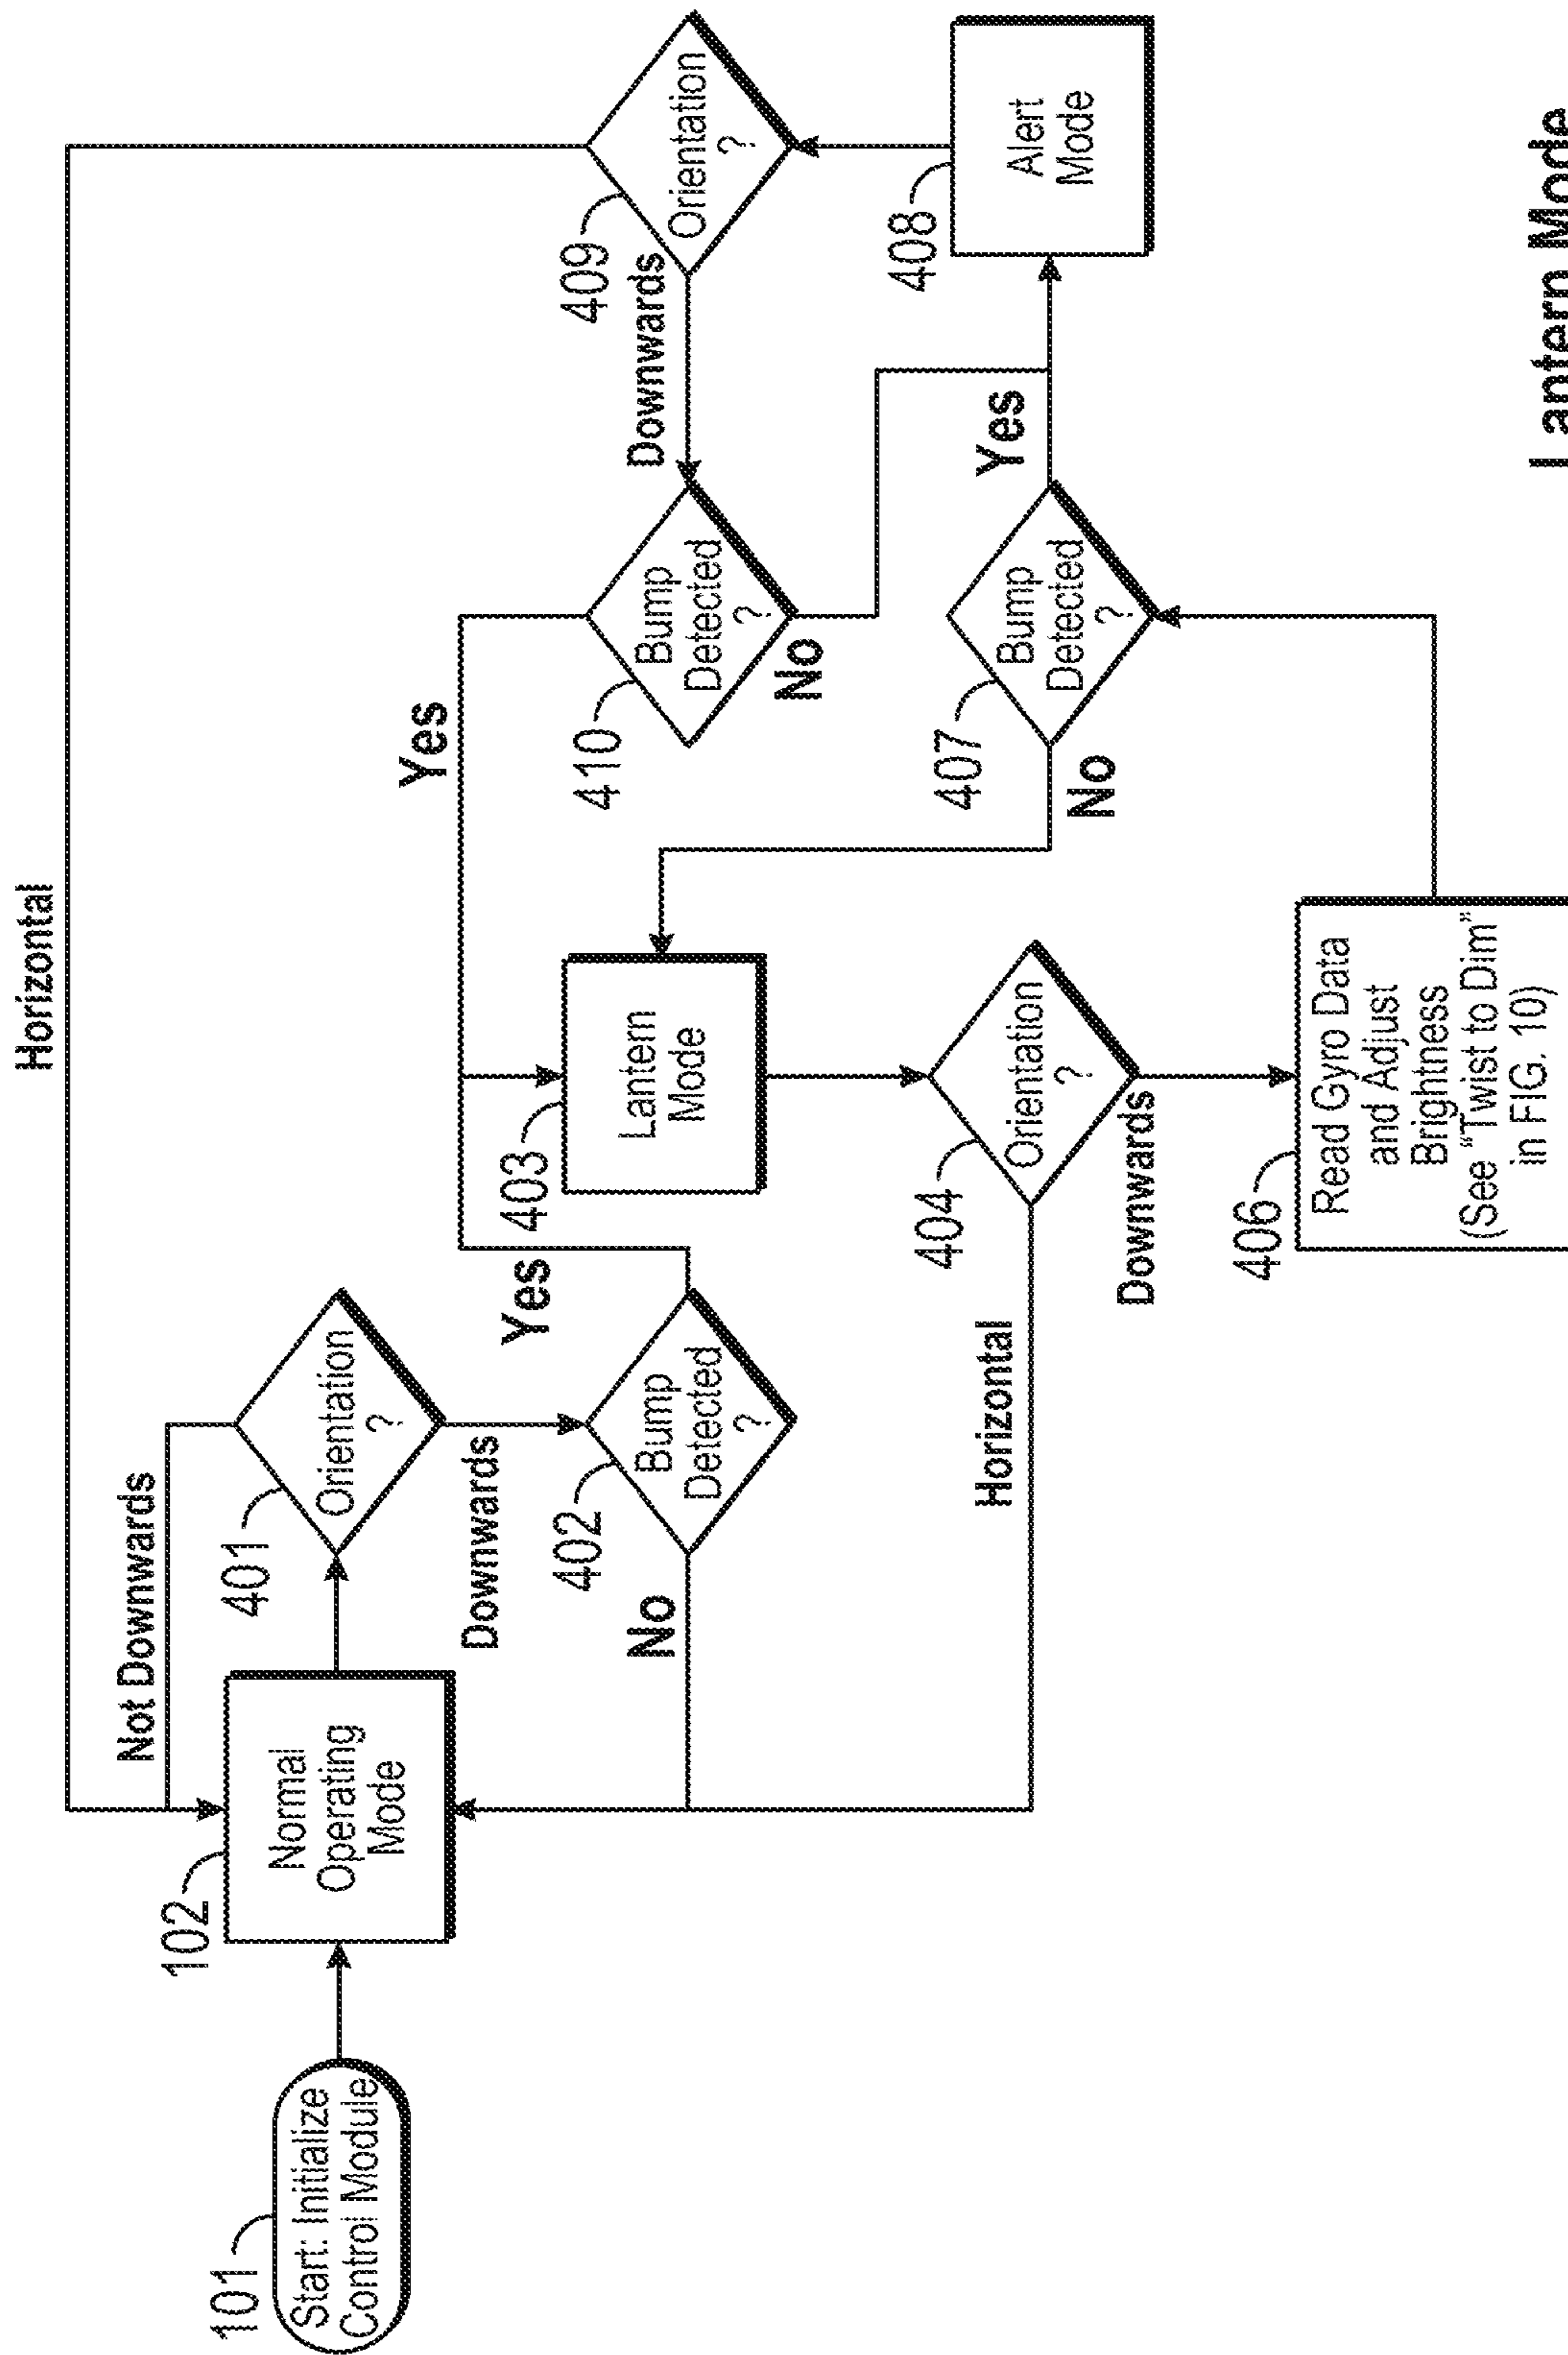 Horizontal
Not Downwards
102
Normal
Operating
Mode
101
Start: Initialize
Control Module
401
Orientation
?
Downwards
402
Bump
Detected
?
No
Yes
Yes
403
Lantern
Mode
404
Orientation
?
Horizontal
Downwards
406
Read Gyro Data
and Adjust
Brightness
(See "Twist to Dim"
in FIG. 10)
410
Bump
Detected
?
No
407
Bump
Detected
?
No
Yes
409
Orientation
?
Downwards
408
Alert
Mode
Lantern Mode